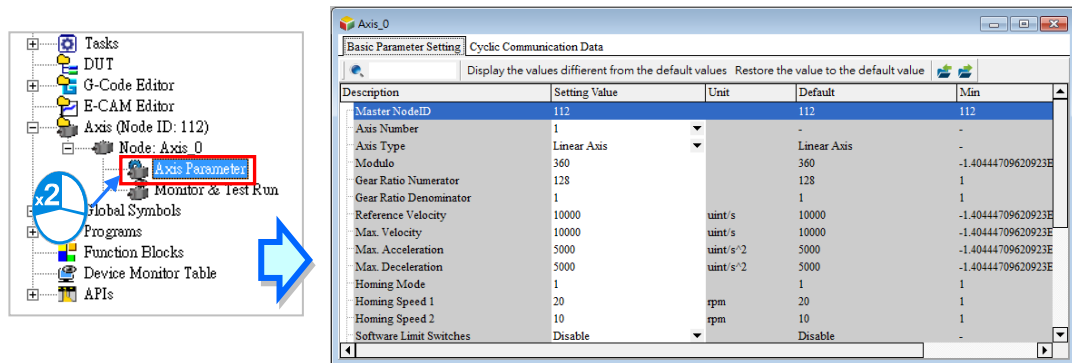 Tasks
DUT
G-Code Editor
E-CAM Editor
Axis (Node ID: 112)
Node: Axis_0
Axis Parameter
Monitor & Test Run
Global Symbols
Programs
Function Blocks
Device Monitor Table
APIs
x2
Axis_0
Basic Parameter Setting Cyclic Communication Data
Display the values diffierent from the default values Restore the value to the default value
Description Setting Value Unit Default Min
Master NodeID 112 112 112
Axis Number 1 - -
Axis Type Linear Axis Linear Axis -
Modulo 360 360 -1.40444709620923E
Gear Ratio Numerator 128 128 1
Gear Ratio Denominator 1 1 1
Reference Velocity 10000 uint/s 10000 -1.40444709620923E
Max. Velocity 10000 uint/s 10000 -1.40444709620923E
Max. Acceleration 5000 uint/s^2 5000 -1.40444709620923E
Max. Deceleration 5000 uint/s^2 5000 -1.40444709620923E
Homing Mode 1 1 1
Homing Speed 1 20 rpm 20 1
Homing Speed 2 10 rpm 10 1
Software Limit Switches Disable Disable -